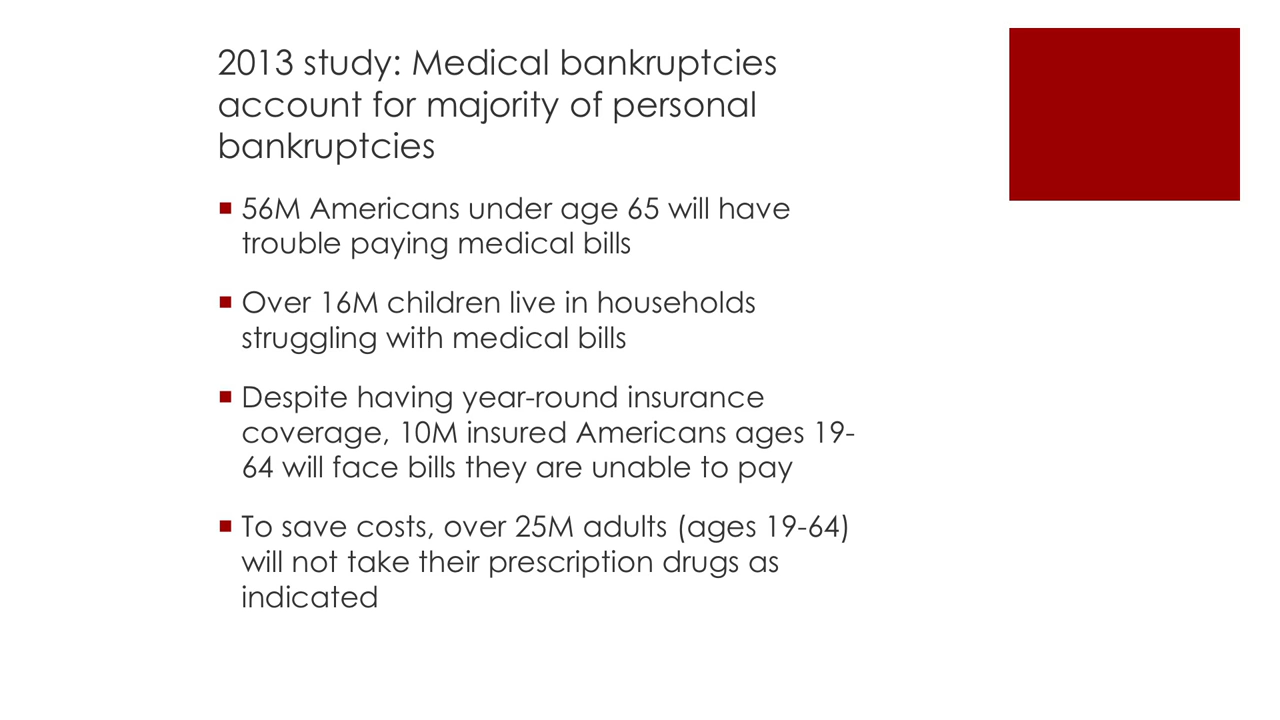 2013 study: Medical bankruptcies
account for majority of personal
bankruptcies
▪ 56M Americans under age 65 will have
trouble paying medical bills
▪ Over 16M children live in households
struggling with medical bills
▪ Despite having year-round insurance
coverage, 10M insured Americans ages 19-
64 will face bills they are unable to pay
▪ To save costs, over 25M adults (ages 19-64)
will not take their prescription drugs as
indicated